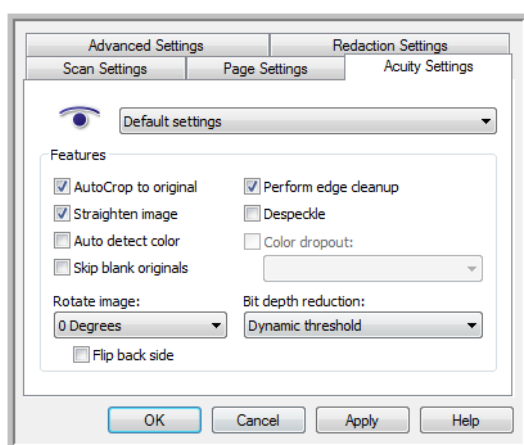 Advanced Settings Redaction Settings
Scan Settings Page Settings Acuity Settings
Default settings
Features
AutoCrop to original Perform edge cleanup
Straighten image Despeckle
Auto detect color Color dropout:
Skip blank originals
Rotate image: Bit depth reduction:
0 Degrees Dynamic threshold
Flip back side
OK Cancel Apply Help